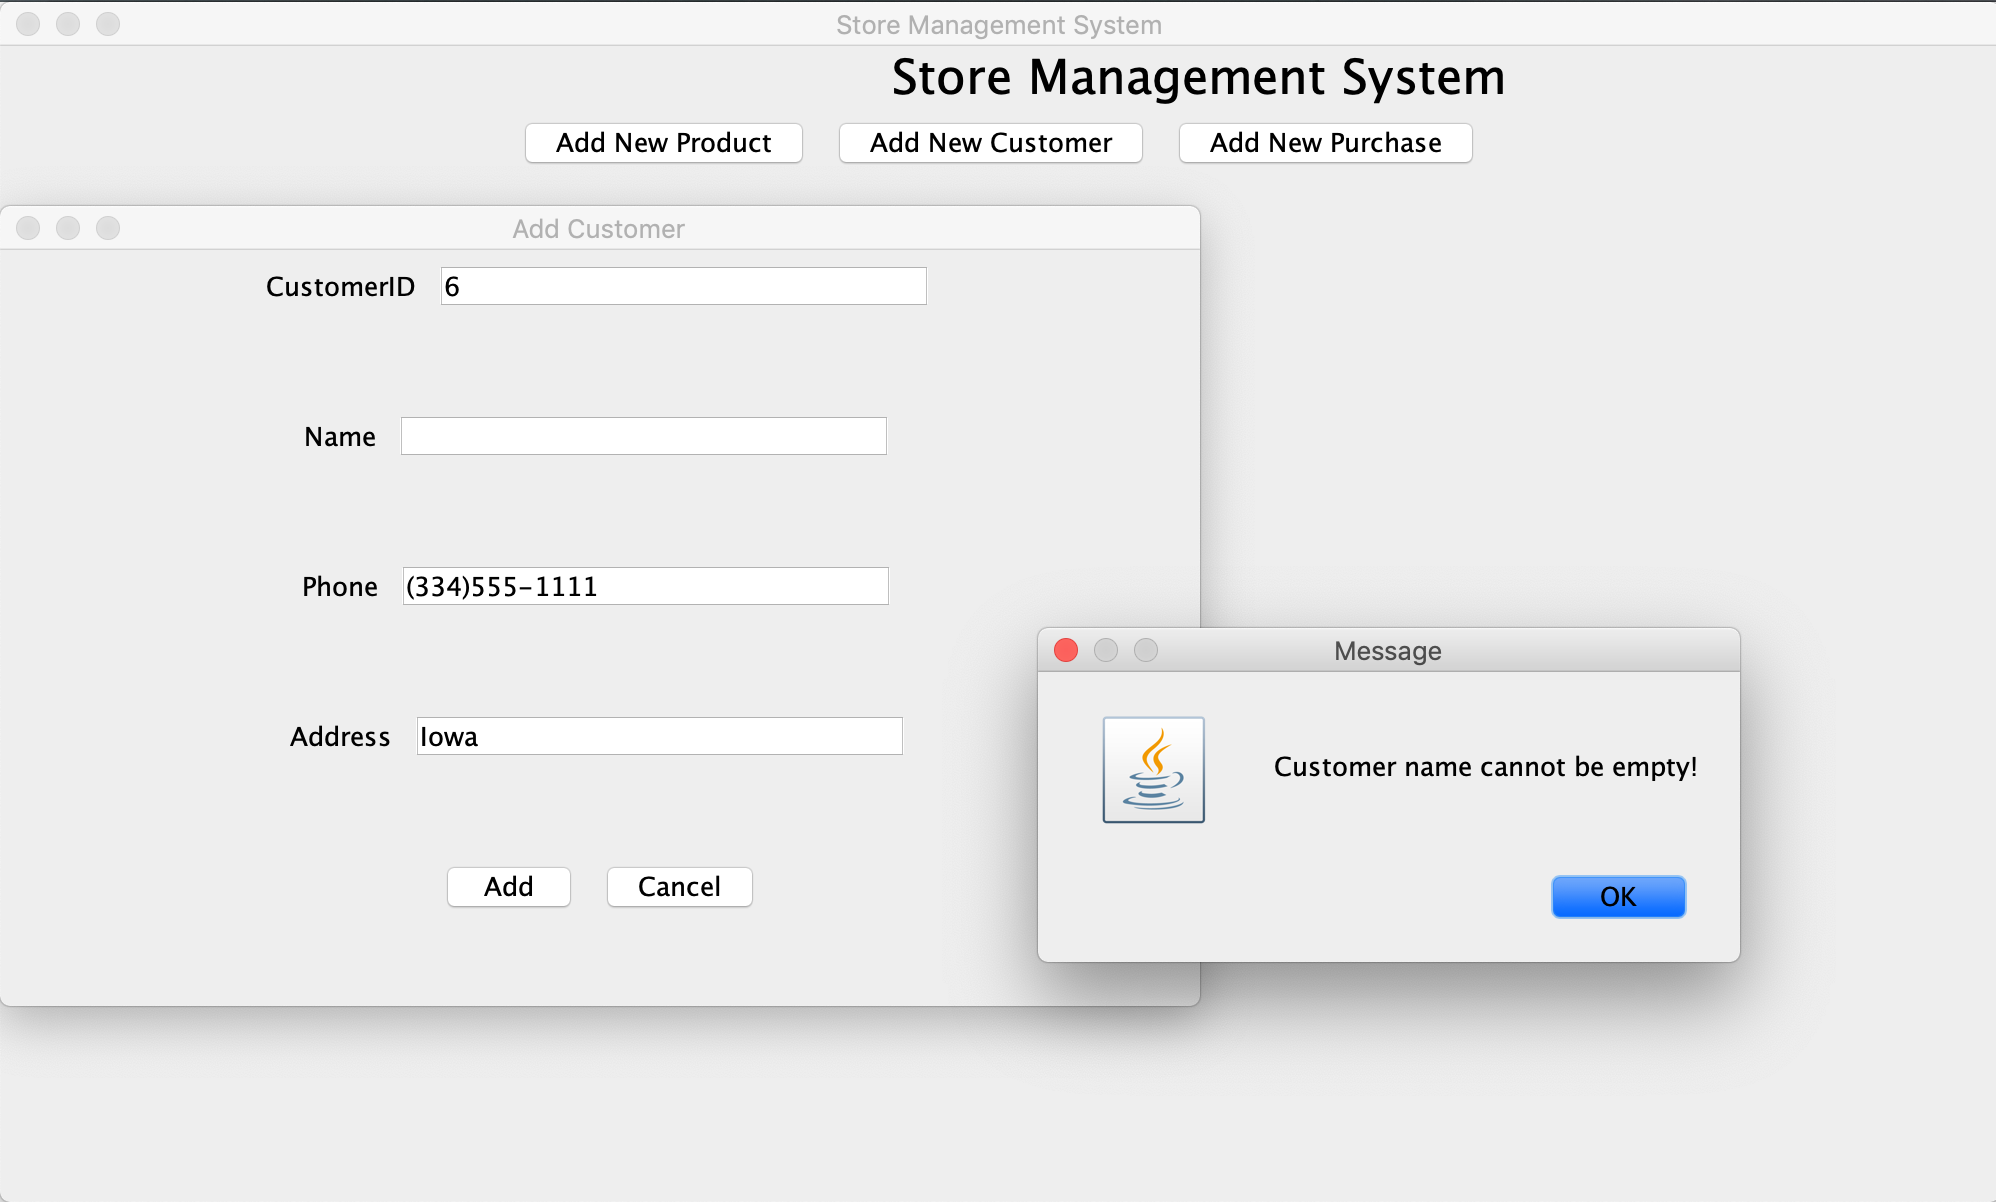 Store Management System
Store Management System
Add New Product Add New Customer Add New Purchase
Add Customer
CustomerID 6
Name
Phone (334)555-1111
Address Iowa
Add Cancel
Message
Customer name cannot be empty!
OK